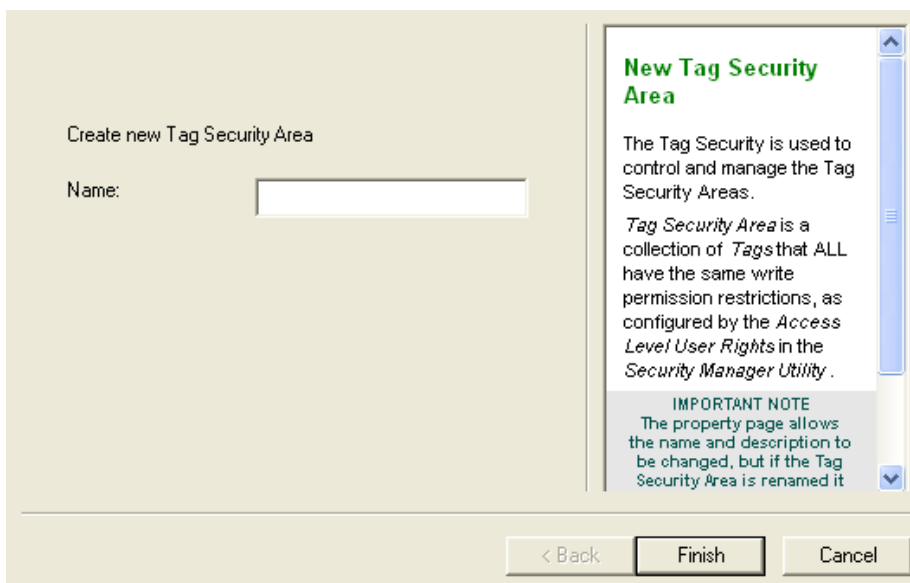 Create new Tag Security Area
Name:
New Tag Security
Area
The Tag Security is used to
control and manage the Tag
Security Areas.
Tag Security Area is a
collection of Tags that ALL
have the same write
permission restrictions, as
configured by the Access
Level User Rights in the
Security Manager Utility .
IMPORTANT NOTE
The property page allows
the name and description to
be changed, but if the Tag
Security Area is renamed it
< Back
Finish
Cancel